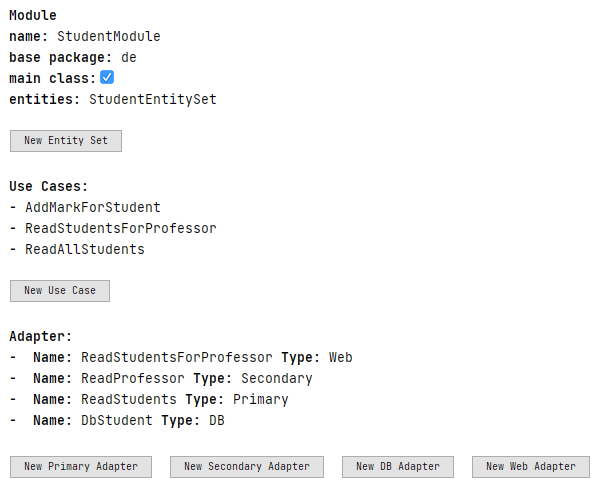 Module
name: StudentModule
base package: de
main class:
entities: StudentEntitySet
New Entity Set
Use Cases:
- AddMarkForStudent
- ReadStudentsForProfessor
- ReadAllStudents
New Use Case
Adapter:
- Name: ReadStudentsForProfessor Type: Web
- Name: ReadProfessor Type: Secondary
- Name: ReadStudents Type: Primary
- Name: DbStudent Type: DB
New Primary Adapter New Secondary Adapter New DB Adapter New Web Adapter